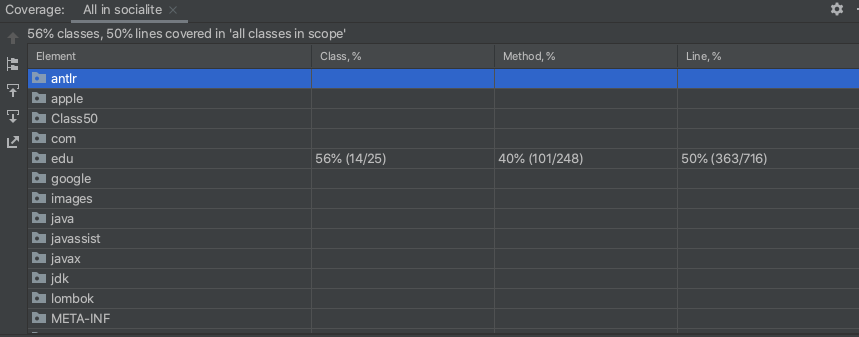 Coverage: All in socialite
56% classes, 50% lines covered in 'all classes in scope'
Element Class, % Method, % Line, %
antlr
apple
Class50
com
edu 56% (14/25) 40% (101/248) 50% (363/716)
google
images
java
javassist
javax
jdk
lombok
META-INF